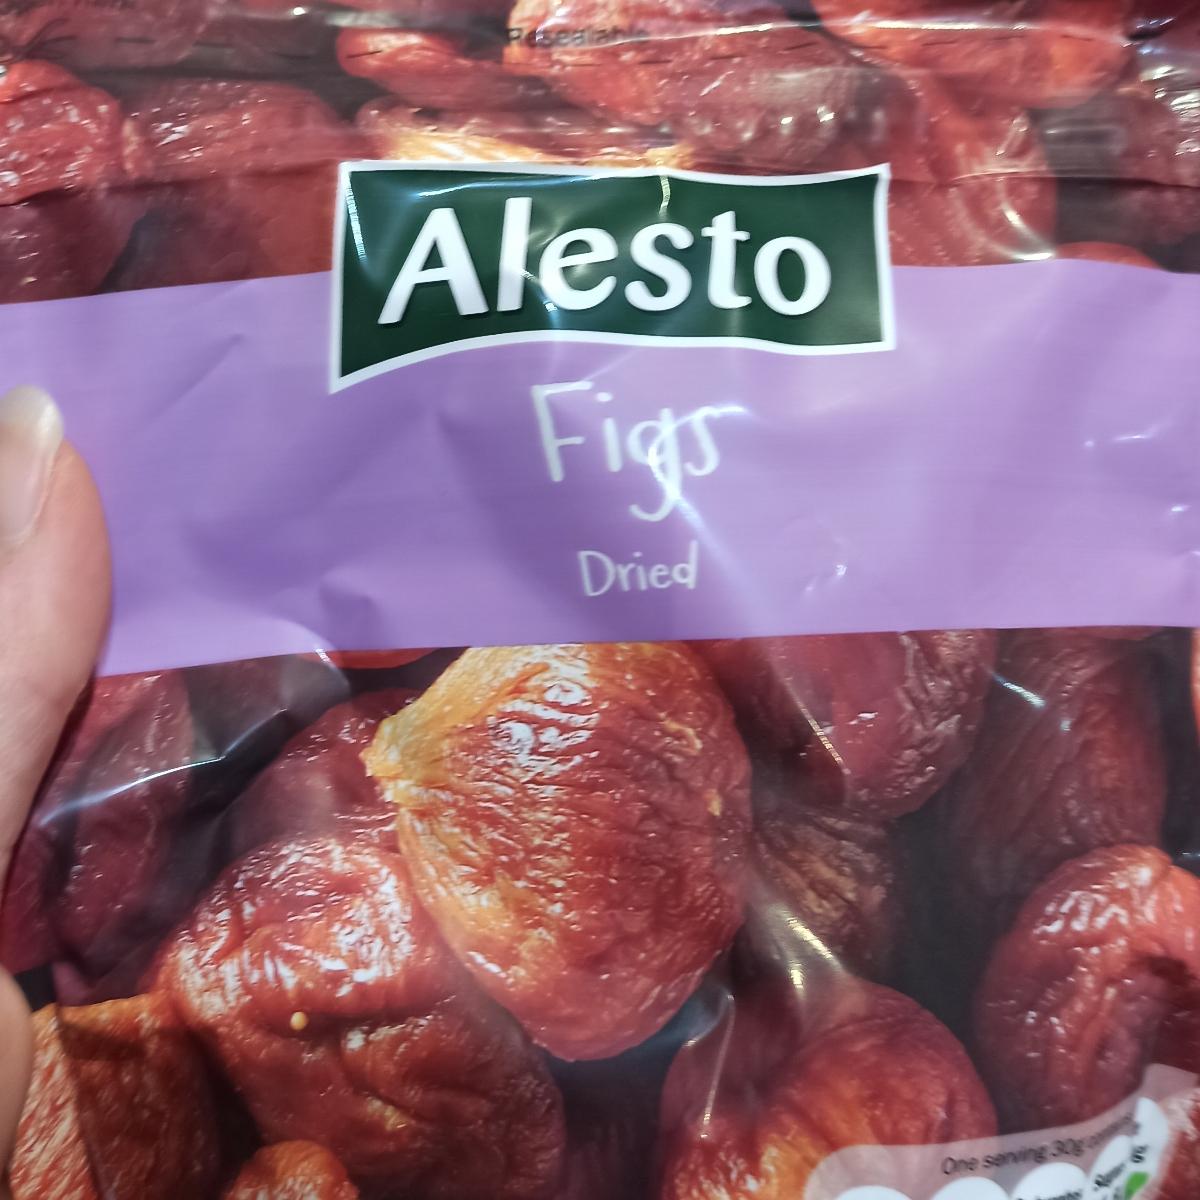 Resealable
Alesto
Figs
Dried
One serving 30g